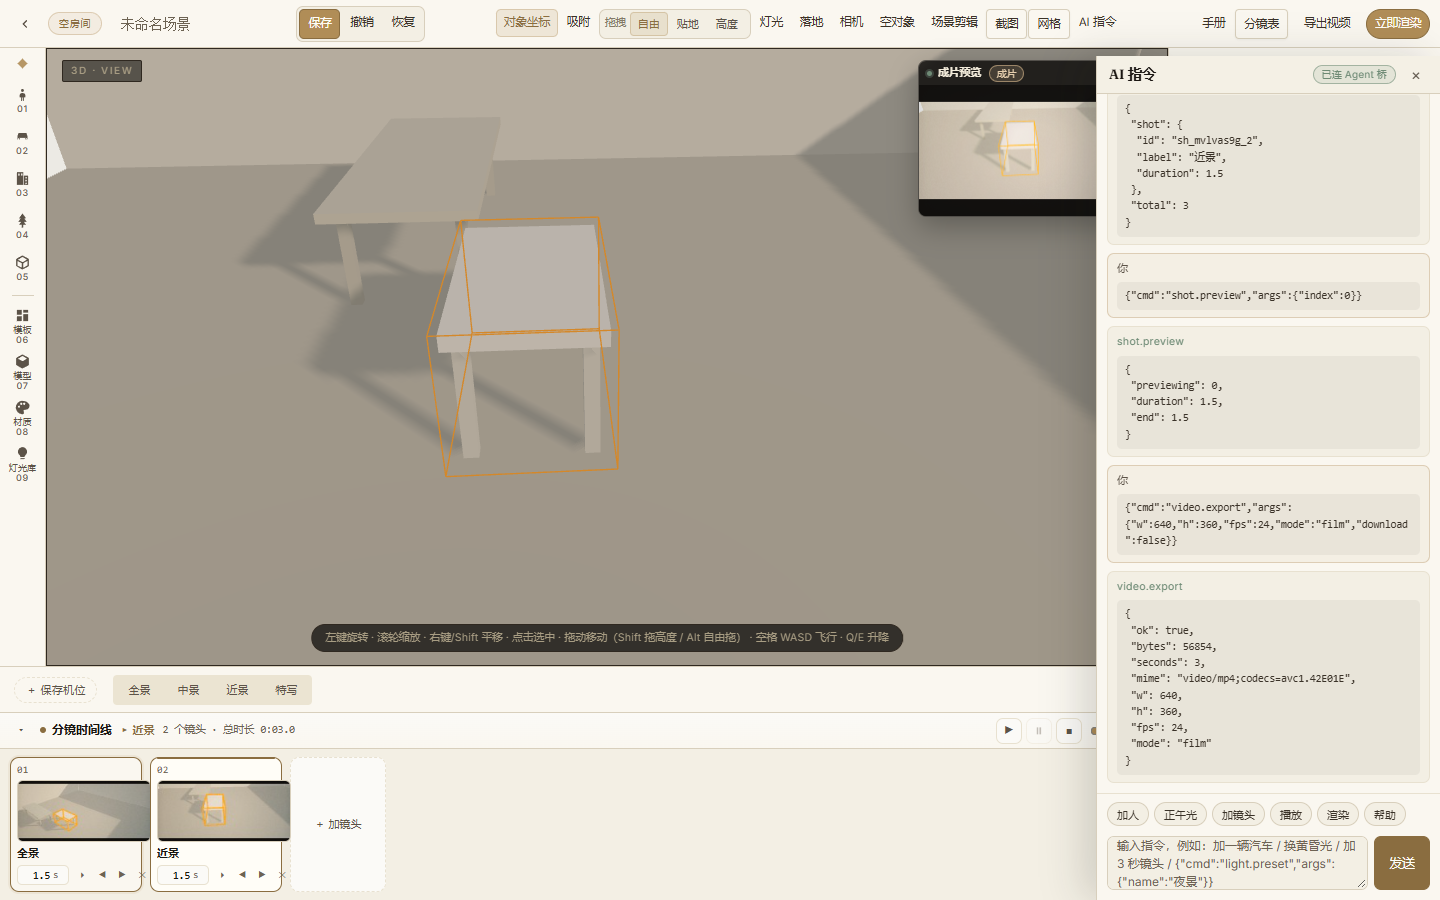 空房间
未命名场景
保存
撤销
恢复
对象坐标
吸附
拖拽
自由
贴地
高度
灯光
落地
相机
空对象
场景剪辑
截图
网格
AI 指令
手册
分镜表
导出视频
立即渲染
01
02
03
04
05
模板
06
模型
07
材质
08
灯光库
09
3D · VIEW
成片预览
成片
左键旋转 · 滚轮缩放 · 右键/Shift 平移 · 点击选中 · 拖动移动（Shift 拖高度 / Alt 自由拖） · 空格 WASD 飞行 · Q/E 升降
+ 保存机位
全景
中景
近景
特写
分镜时间线
▸ 近景
2 个镜头 · 总时长 0:03.0
01
全景
1.5 s
02
近景
1.5 s
+ 加镜头
AI 指令
已连 Agent 桥
×
{
"shot": {
"id": "sh_mvlvas9g_2",
"label": "近景",
"duration": 1.5
},
"total": 3
}
你
{"cmd":"shot.preview","args":{"index":0}}
shot.preview
{
"previewing": 0,
"duration": 1.5,
"end": 1.5
}
你
{"cmd":"video.export","args":
{"w":640,"h":360,"fps":24,"mode":"film","download
":false}}
video.export
{
"ok": true,
"bytes": 56854,
"seconds": 3,
"mime": "video/mp4;codecs=avc1.42E01E",
"w": 640,
"h": 360,
"fps": 24,
"mode": "film"
}
加人
正午光
加镜头
播放
渲染
帮助
输入指令，例如：加一辆汽车 / 换黄昏光 / 加
3 秒镜头 / {"cmd":"light.preset","args":
{"name":"夜景"}}
发送